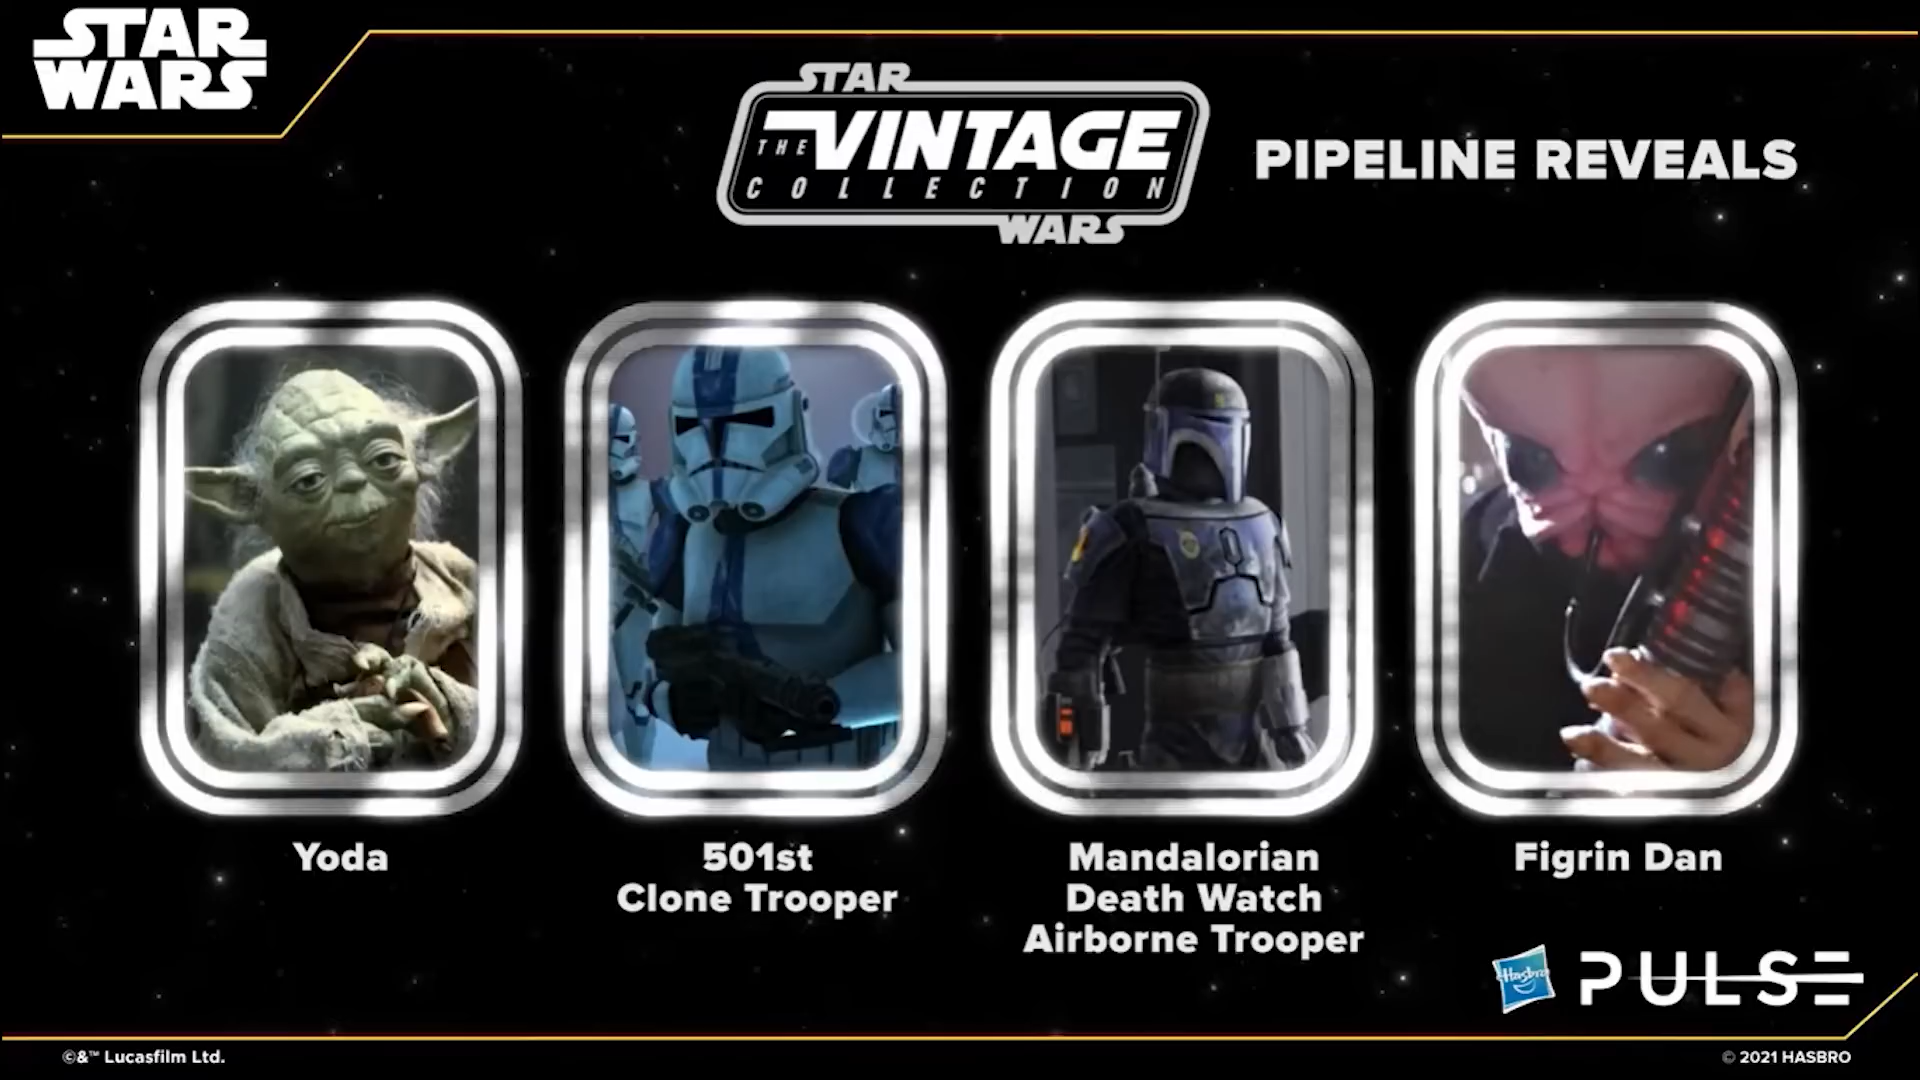 STAR
WARS
STAR
THE VINTAGE
COLLECTION
WARS
PIPELINE REVEALS
Yoda
501st
Clone Trooper
Mandalorian
Death Watch
Airborne Trooper
Figrin Dan
Hasbro
PULSE
©&™ Lucasfilm Ltd.
© 2021 HASBRO